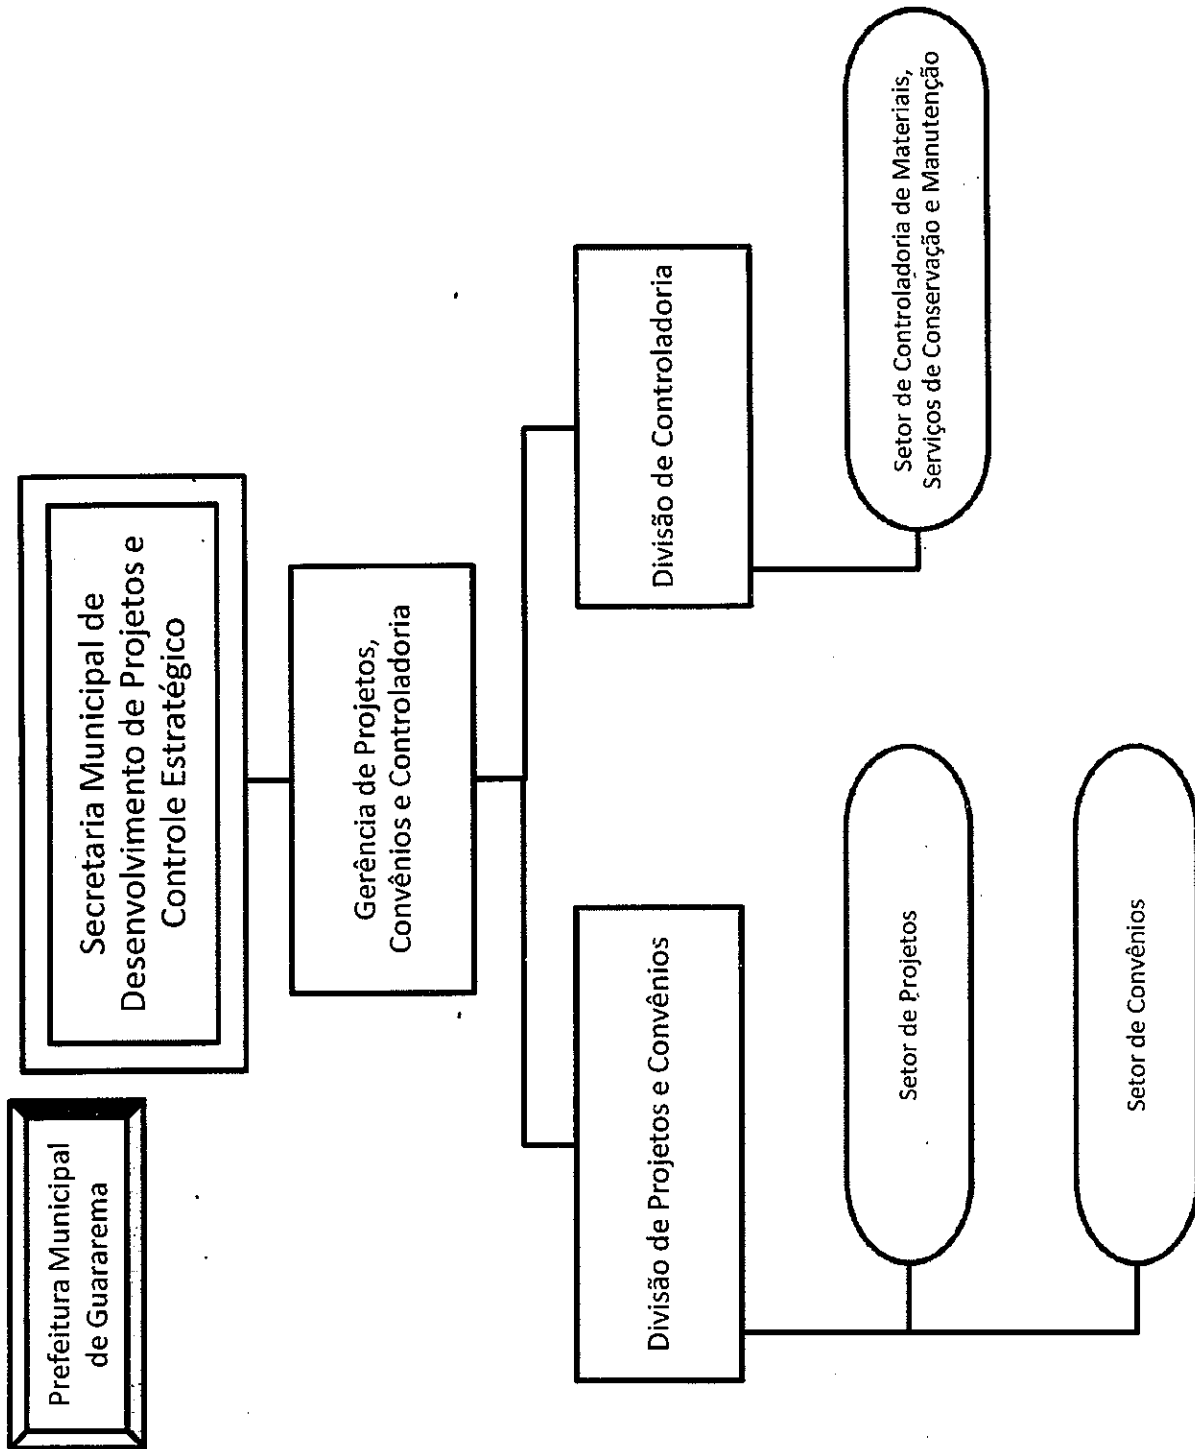 Prefeitura Municipal
de Guararema
Secretaria Municipal de
Desenvolvimento de Projetos e
Controle Estratégico
Gerência de Projetos,
Convênios e Controladoria
Divisão de Projetos e Convênios
Divisão de Controladoria
Setor de Projetos
Setor de Controladoria de Materiais,
Serviços de Conservação e Manutenção
Setor de Convênios